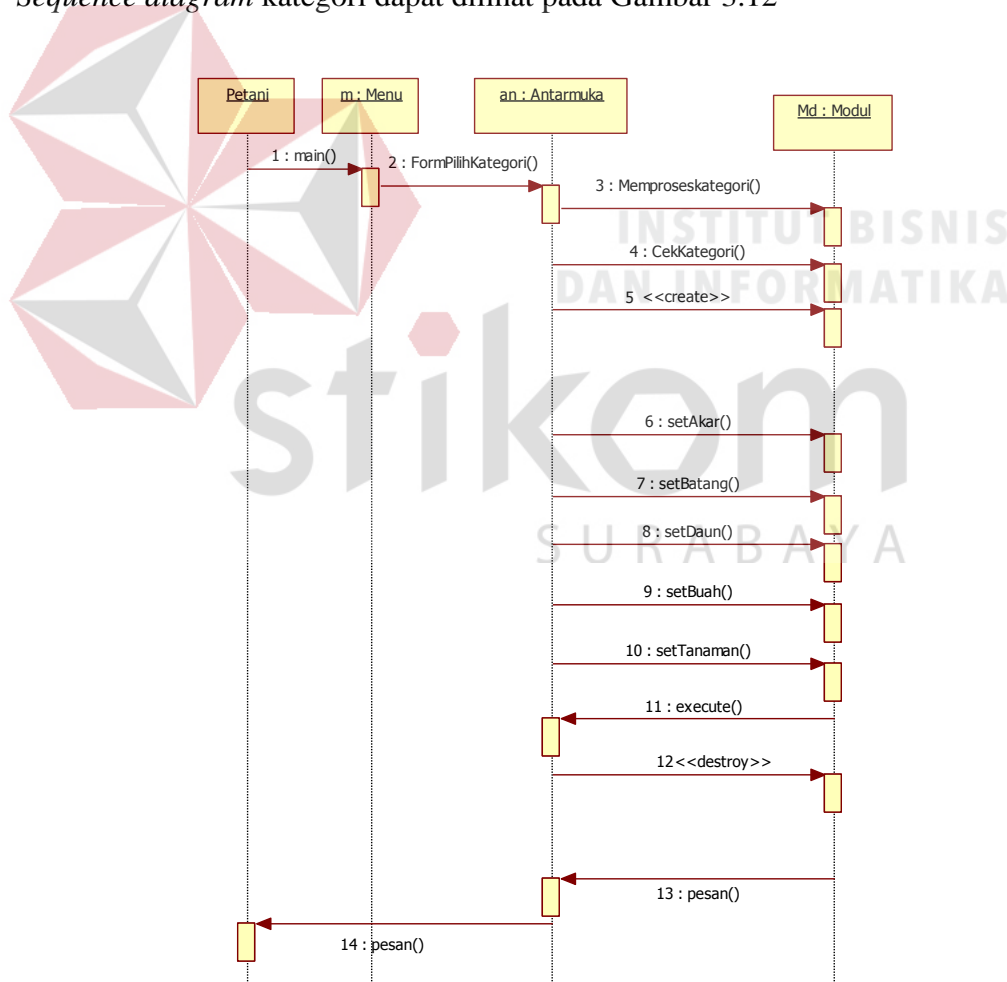 Sequence diagram kategori dapat dilihat pada Gambar 3.12
Petani
m : Menu
an : Antarmuka
Md : Modul
1 : main()
2 : FormPilihKategori()
3 : Memproseskategori()
INSTITUT BISNIS
4 : CekKategori()
DAN INFORMATIKA
5 <<create>>
stikom
6 : setAkar()
7 : setBatang()
8 : setDaun()
SURABAYA
9 : setBuah()
10 : setTanaman()
11 : execute()
12<<destroy>>
13 : pesan()
14 : pesan()